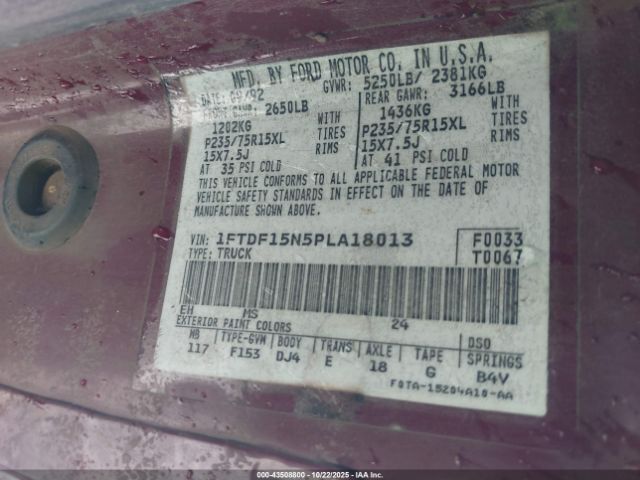 MFD. BY FORD MOTOR CO. IN U.S.A.
DATE: 09/92 GVWR: 5250LB/ 2381KG
FRONT GAWR: 2650LB REAR GAWR: 3166LB
1202KG WITH 1436KG WITH
P235/75R15XL TIRES P235/75R15XL TIRES
15X7.5J RIMS 15X7.5J RIMS
AT 35 PSI COLD AT 41 PSI COLD
THIS VEHICLE CONFORMS TO ALL APPLICABLE FEDERAL MOTOR
VEHICLE SAFETY STANDARDS IN EFFECT ON THE DATE OF
MANUFACTURE SHOWN ABOVE.
VIN: 1FTDF15N5PLA18013 F0033
TYPE: TRUCK T0067
EH MS 24
EXTERIOR PAINT COLORS DSO
WB TYPE-GVW BODY TRANS AXLE TAPE SPRINGS
117 F153 DJ4 E 18 G B4V
F0TA-15204A10-AA
000-43508800 - 10/22/2025 - IAAI.com